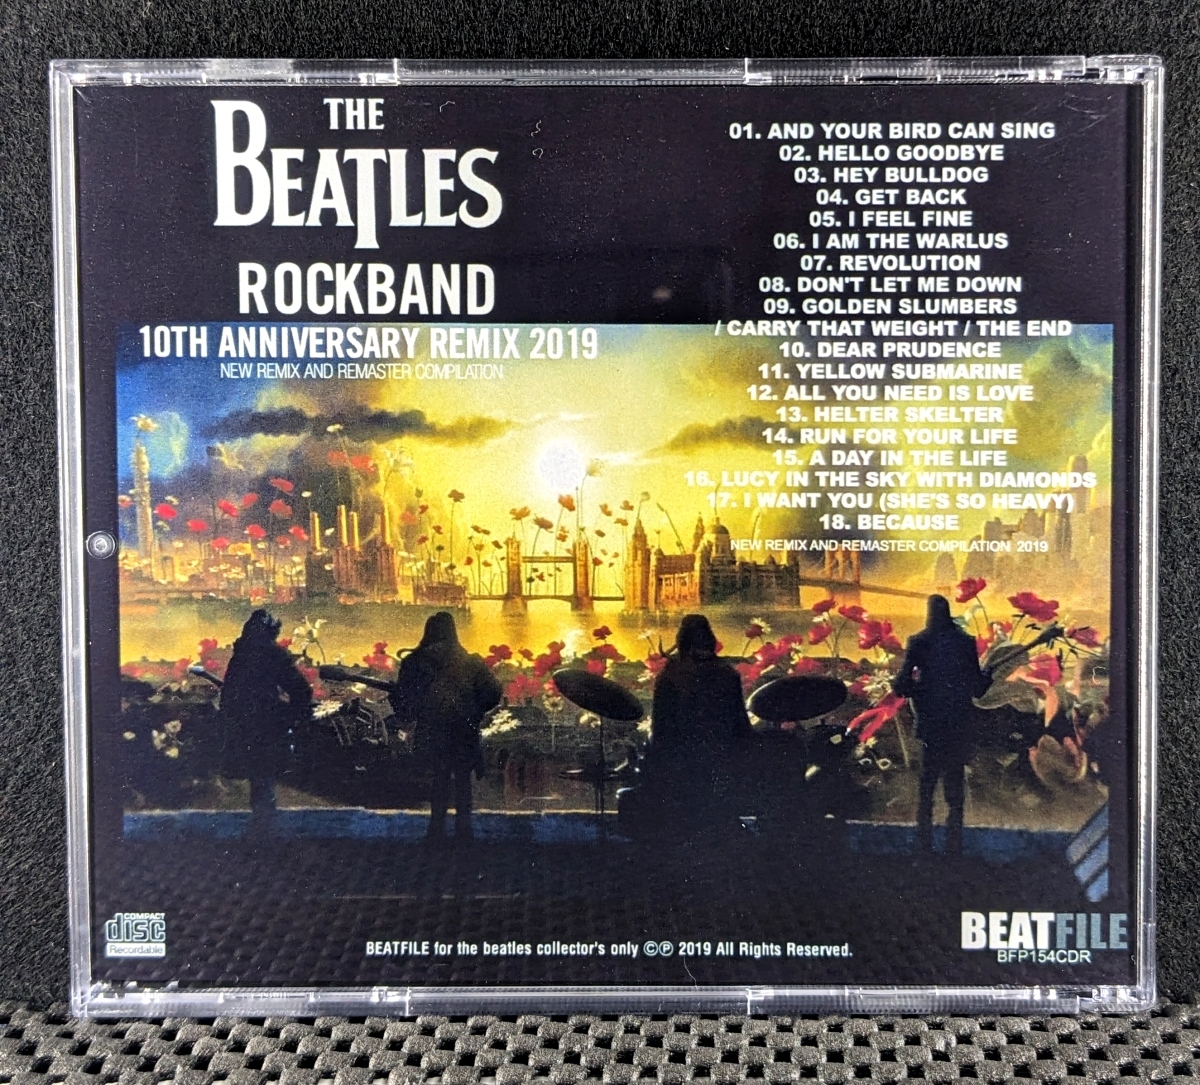 THE
BEATLES
ROCKBAND
10TH ANNIVERSARY REMIX 2019
NEW REMIX AND REMASTER COMPILATION
01. AND YOUR BIRD CAN SING
02. HELLO GOODBYE
03. HEY BULLDOG
04. GET BACK
05. I FEEL FINE
06. I AM THE WARLUS
07. REVOLUTION
08. DON'T LET ME DOWN
09. GOLDEN SLUMBERS
/ CARRY THAT WEIGHT / THE END
10. DEAR PRUDENCE
11. YELLOW SUBMARINE
12. ALL YOU NEED IS LOVE
13. HELTER SKELTER
14. RUN FOR YOUR LIFE
15. A DAY IN THE LIFE
16. LUCY IN THE SKY WITH DIAMONDS
17. I WANT YOU (SHE'S SO HEAVY)
18. BECAUSE
NEW REMIX AND REMASTER COMPILATION 2019
COMPACT
disc
Recordable
BEATFILE for the beatles collector's only ©℗ 2019 All Rights Reserved.
BEATFILE
BFP154CDR